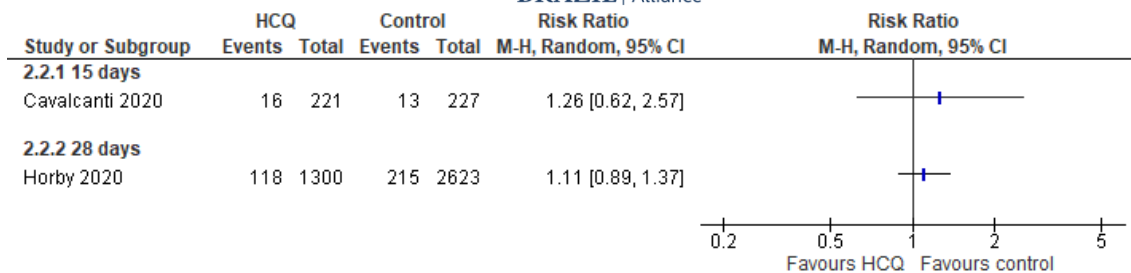 BRAZIL | Alliance
HCQ Control Risk Ratio Risk Ratio
Study or Subgroup Events Total Events Total M-H, Random, 95% CI M-H, Random, 95% CI
2.2.1 15 days
Cavalcanti 2020 16 221 13 227 1.26 [0.62, 2.57]
2.2.2 28 days
Horby 2020 118 1300 215 2623 1.11 [0.89, 1.37]
0.2 0.5 1 2 5
Favours HCQ Favours control